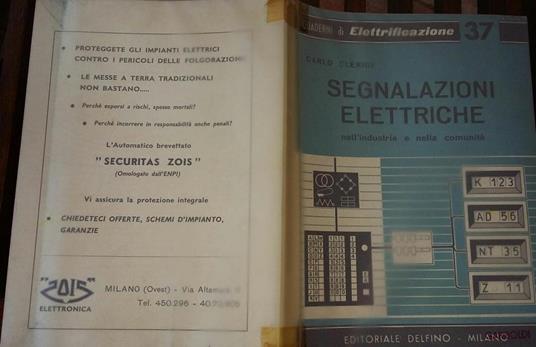 PROTEGGETE GLI IMPIANTI ELETTRICI
CONTRO I PERICOLI DELLE FOLGORAZIONI
LE MESSE A TERRA TRADIZIONALI
NON BASTANO.....
Perchè esporsi a rischi, spesso mortali?
Perchè incorrere in responsabilità anche penali?
L'Automatico brevettato
"SECURITAS ZOIS"
(Omologato dall'ENPI)
Vi assicura la protezione integrale
CHIEDETECI OFFERTE, SCHEMI D'IMPIANTO,
GARANZIE
"ZOIS"
ELETTRONICA
MILANO (Ovest) - Via
Tel. 450.296 -
QUADERNI di Elettrificazione 37
CARLO CLERICI
SEGNALAZIONI
ELETTRICHE
nell'industria e nella comunità
K 123
AD 56
NT 35
Z 11
EDITORIALE DELFINO - MILANO